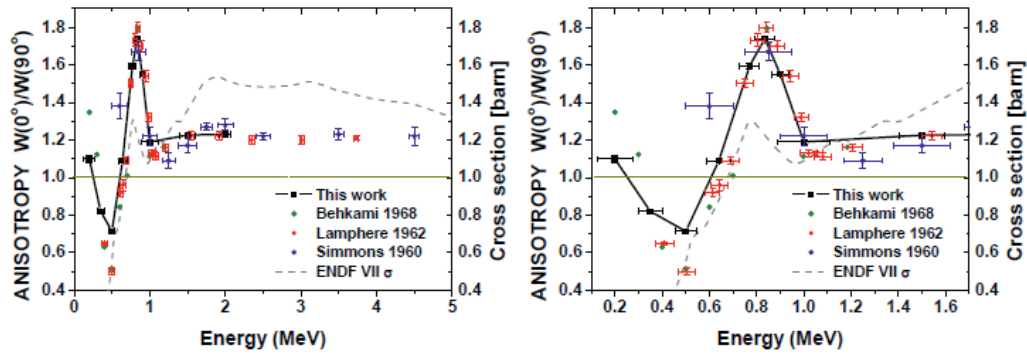 ANISOTROPY W(0°)/W(90°)
1.8
1.6
1.4
1.2
1.0
0.8
0.6
0.4
0
1
2
3
4
5
Energy (MeV)
This work
Behkami 1968
Lamphere 1962
Simmons 1960
ENDF VII σ
1.8
1.6
1.4
1.2
1.0
0.8
0.6
0.4
Cross section [barn]
ANISOTROPY W(0°)/W(90°)
1.8
1.6
1.4
1.2
1.0
0.8
0.6
0.4
0.2
0.4
0.6
0.8
1.0
1.2
1.4
1.6
Energy (MeV)
This work
Behkami 1968
Lamphere 1962
Simmons 1960
ENDF VII σ
1.8
1.6
1.4
1.2
1.0
0.8
0.6
0.4
Cross section [barn]